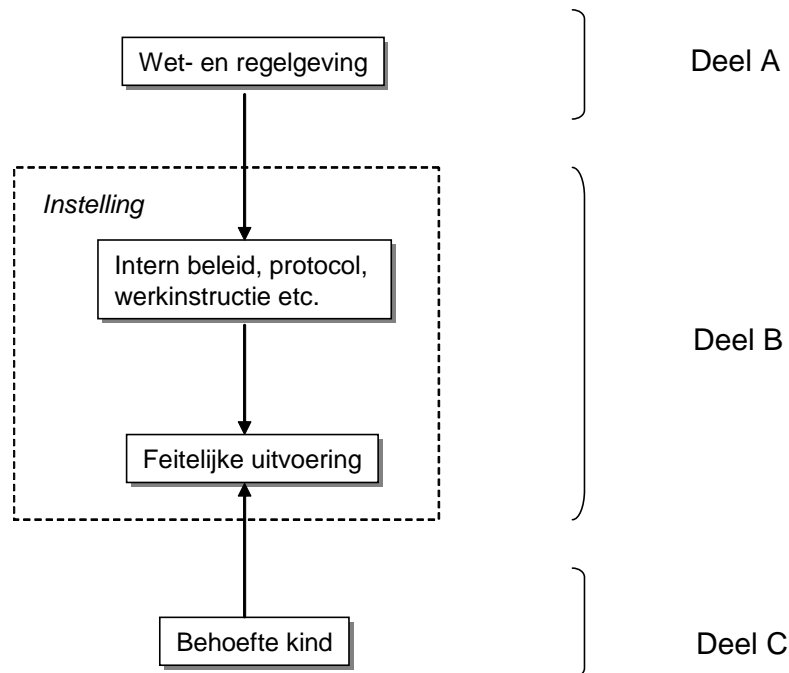 Wet- en regelgeving
Deel A
Instelling
Intern beleid, protocol,
werkinstructie etc.
Deel B
Feitelijke uitvoering
Behoefte kind
Deel C